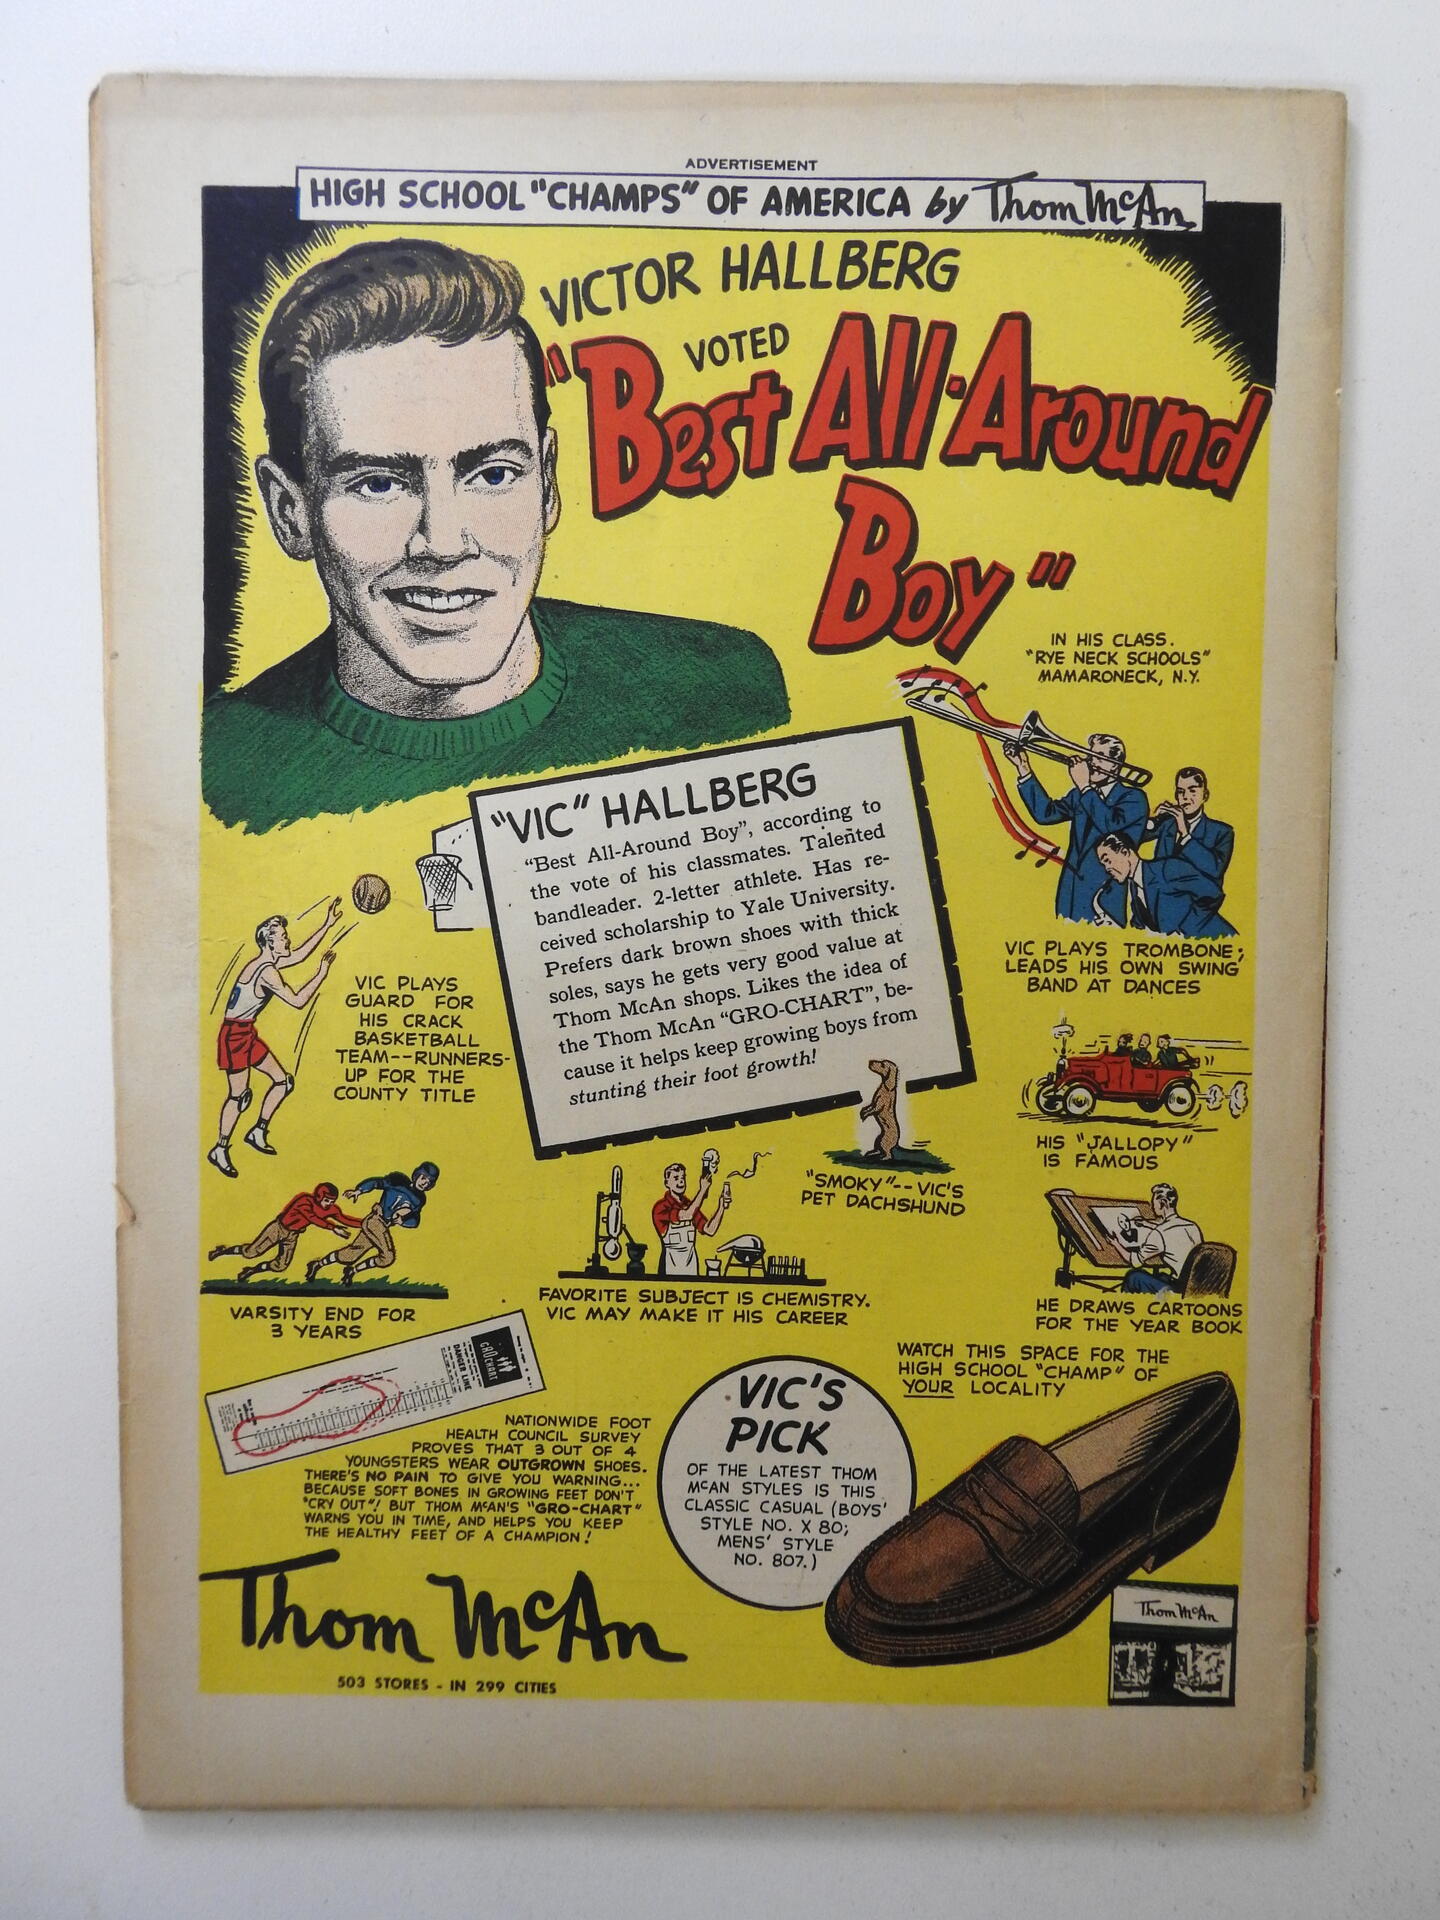 ADVERTISEMENT
HIGH SCHOOL "CHAMPS" OF AMERICA by Thom McAn
VICTOR HALLBERG
VOTED
"Best All-Around
Boy"
IN HIS CLASS.
"RYE NECK SCHOOLS"
MAMARONECK, N.Y.
"VIC" HALLBERG
"Best All-Around Boy", according to
the vote of his classmates. Talented
bandleader. 2-letter athlete. Has re-
ceived scholarship to Yale University.
Prefers dark brown shoes with thick
soles, says he gets very good value at
Thom McAn shops. Likes the idea of
the Thom McAn "GRO-CHART", be-
cause it helps keep growing boys from
stunting their foot growth!
VIC PLAYS TROMBONE;
LEADS HIS OWN SWING
BAND AT DANCES
VIC PLAYS
GUARD FOR
HIS CRACK
BASKETBALL
TEAM--RUNNERS-
UP FOR THE
COUNTY TITLE
HIS "JALLOPY"
IS FAMOUS
"SMOKY"--VIC'S
PET DACHSHUND
VARSITY END FOR
3 YEARS
FAVORITE SUBJECT IS CHEMISTRY.
VIC MAY MAKE IT HIS CAREER
HE DRAWS CARTOONS
FOR THE YEAR BOOK
WATCH THIS SPACE FOR THE
HIGH SCHOOL "CHAMP" OF
YOUR LOCALITY
GROCHART
DANGER LINE
NATIONWIDE FOOT
HEALTH COUNCIL SURVEY
PROVES THAT 3 OUT OF 4
YOUNGSTERS WEAR OUTGROWN SHOES.
THERE'S NO PAIN TO GIVE YOU WARNING...
BECAUSE SOFT BONES IN GROWING FEET DON'T
"CRY OUT"! BUT THOM McAN'S "GRO-CHART"
WARNS YOU IN TIME, AND HELPS YOU KEEP
THE HEALTHY FEET OF A CHAMPION!
VIC'S
PICK
OF THE LATEST THOM
McAN STYLES IS THIS
CLASSIC CASUAL (BOYS'
STYLE NO. X 80;
MENS' STYLE
NO. 807.)
Thom McAn
Thom McAn
503 STORES - IN 299 CITIES